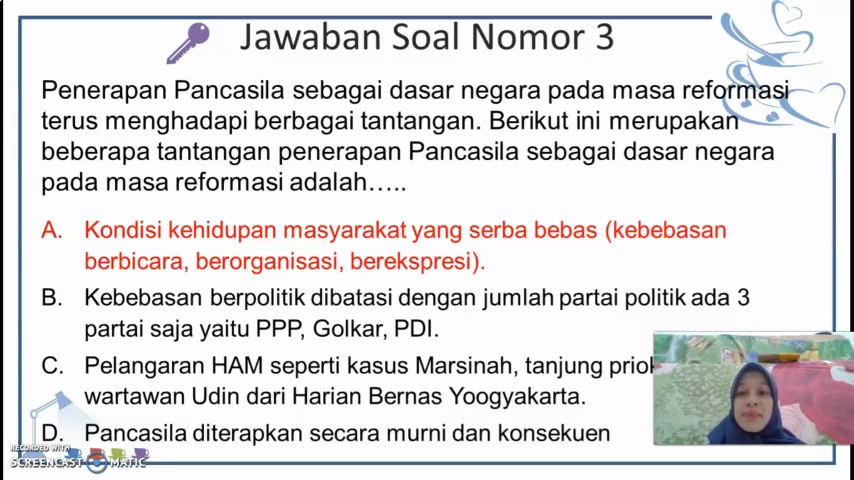 Jawaban Soal Nomor 3
Penerapan Pancasila sebagai dasar negara pada masa reformasi
terus menghadapi berbagai tantangan. Berikut ini merupakan
beberapa tantangan penerapan Pancasila sebagai dasar negara
pada masa reformasi adalah…..
A. Kondisi kehidupan masyarakat yang serba bebas (kebebasan
berbicara, berorganisasi, berekspresi).
B. Kebebasan berpolitik dibatasi dengan jumlah partai politik ada 3
partai saja yaitu PPP, Golkar, PDI.
C. Pelangaran HAM seperti kasus Marsinah, tanjung
wartawan Udin dari Harian Bernas Yoogyakarta.
D. Pancasila diterapkan secara murni dan konsekuen
RECORDED WITH
SCREENCAST MATIC